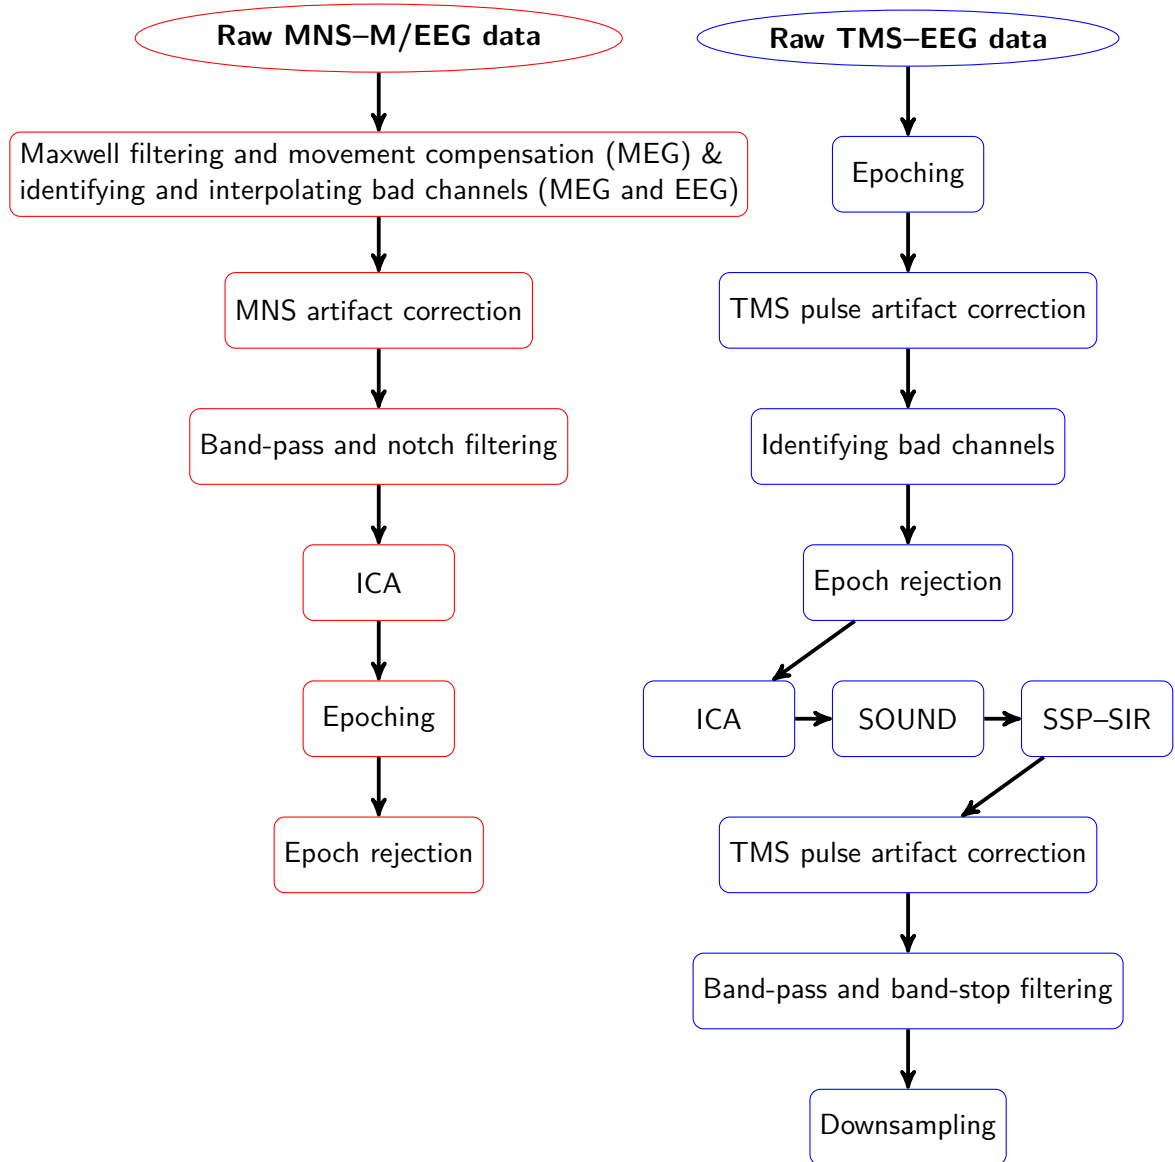 Raw MNS–M/EEG data
Maxwell filtering and movement compensation (MEG) &
identifying and interpolating bad channels (MEG and EEG)
MNS artifact correction
Band-pass and notch filtering
ICA
Epoching
Epoch rejection
Raw TMS–EEG data
Epoching
TMS pulse artifact correction
Identifying bad channels
Epoch rejection
ICA
SOUND
SSP–SIR
TMS pulse artifact correction
Band-pass and band-stop filtering
Downsampling